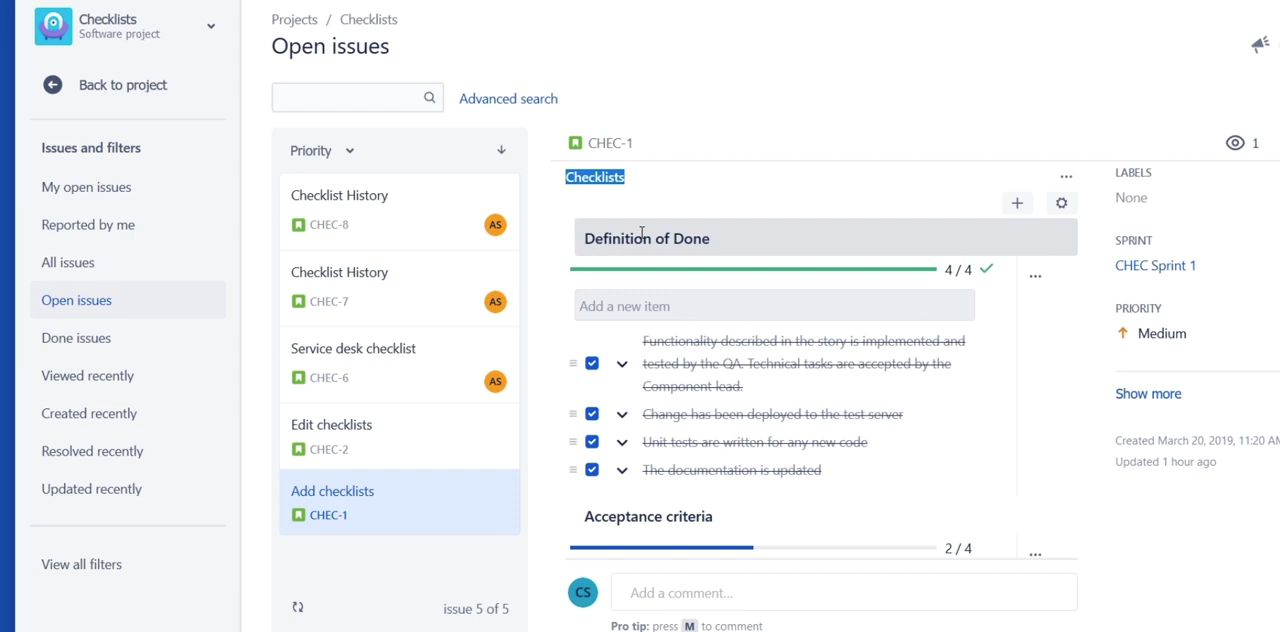 Checklists
Software project
Back to project
Issues and filters
My open issues
Reported by me
All issues
Open issues
Done issues
Viewed recently
Created recently
Resolved recently
Updated recently
View all filters
Projects / Checklists
Open issues
Advanced search
Priority
Checklist History
CHEC-8
AS
Checklist History
CHEC-7
AS
Service desk checklist
CHEC-6
AS
Edit checklists
CHEC-2
Add checklists
CHEC-1
issue 5 of 5
CHEC-1
1
Checklists
Definition of Done
4 / 4
Add a new item
Functionality described in the story is implemented and
tested by the QA. Technical tasks are accepted by the
Component lead.
Change has been deployed to the test server
Unit tests are written for any new code
The documentation is updated
Acceptance criteria
2 / 4
CS
Add a comment...
Pro tip: press M to comment
LABELS
None
SPRINT
CHEC Sprint 1
PRIORITY
Medium
Show more
Created March 20, 2019, 11:20 AM
Updated 1 hour ago